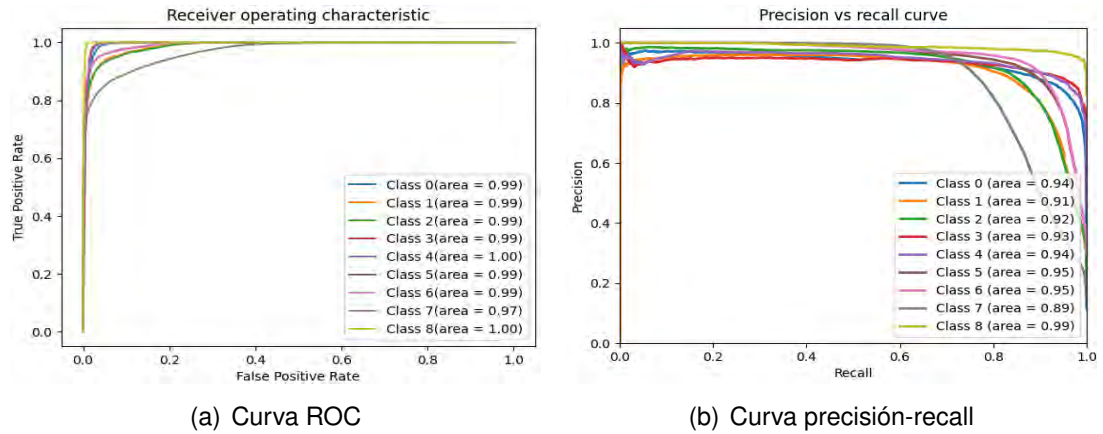 Receiver operating characteristic
1.0
0.8
0.6
0.4
0.2
0.0
True Positive Rate
Class 0(area = 0.99)
Class 1(area = 0.99)
Class 2(area = 0.99)
Class 3(area = 0.99)
Class 4(area = 1.00)
Class 5(area = 0.99)
Class 6(area = 0.99)
Class 7(area = 0.97)
Class 8(area = 1.00)
0.0 0.2 0.4 0.6 0.8 1.0
False Positive Rate
(a) Curva ROC
Precision vs recall curve
1.0
0.8
0.6
0.4
0.2
0.0
Precision
Class 0 (area = 0.94)
Class 1 (area = 0.91)
Class 2 (area = 0.92)
Class 3 (area = 0.93)
Class 4 (area = 0.94)
Class 5 (area = 0.95)
Class 6 (area = 0.95)
Class 7 (area = 0.89)
Class 8 (area = 0.99)
0.0 0.2 0.4 0.6 0.8 1.0
Recall
(b) Curva precisión-recall